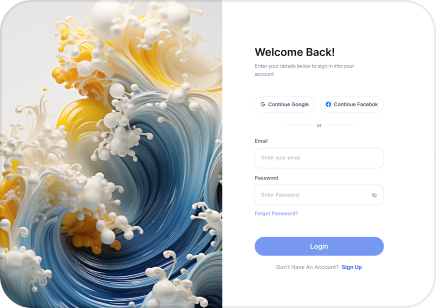 Welcome Back!
Enter your details below to sign in into your
account
Continue Google
Continue Facebok
or
Email
Enter your email
Password
Enter Password
Forgot Password?
Login
Don't Have An Account? Sign Up